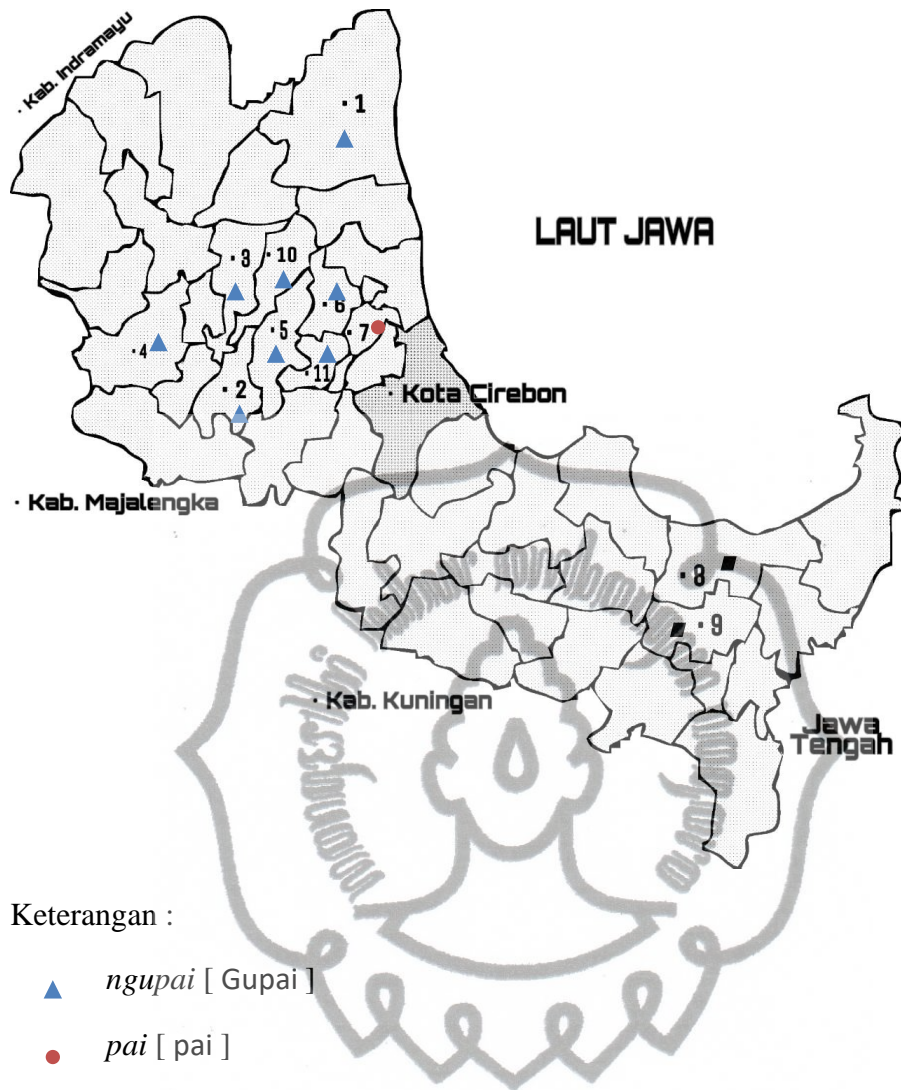 · Kab. Indramayu
· 1
LAUT JAWA
· 3
· 10
· 6
· 5
· 7
· 4
· 11
· 2
· Kota Cirebon
· Kab. Majalengka
· 8
· 9
· Kab. Kuningan
Jawa
Tengah
Keterangan :
ngupai [ Gupai ]
pai [ pai ]